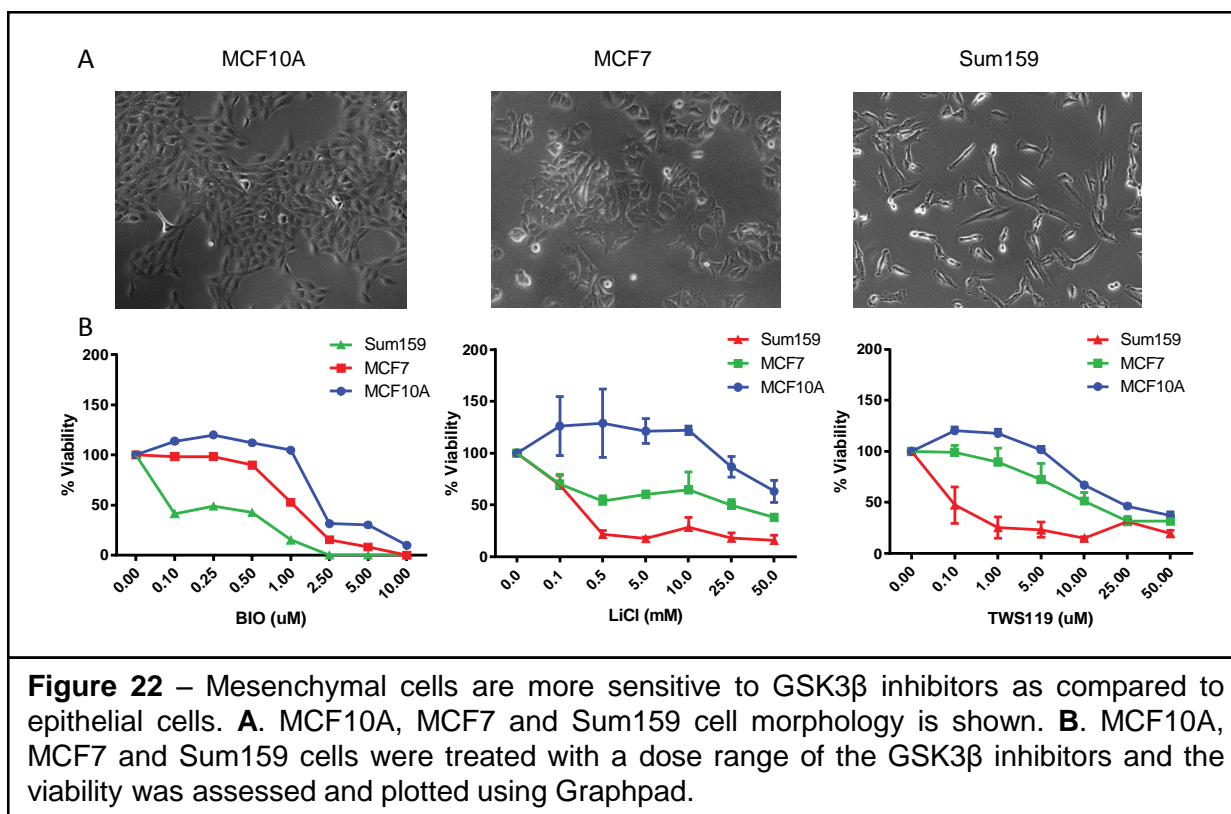 A
MCF10A
MCF7
Sum159
B
200
150
100
50
0
% Viability
Sum159
MCF7
MCF10A
0.00
0.10
0.25
0.50
1.00
2.50
5.00
10.00
BIO (uM)
200
150
100
50
0
% Viability
Sum159
MCF7
MCF10A
0.0
0.1
0.5
5.0
10.0
25.0
50.0
LiCl (mM)
200
150
100
50
0
% Viability
Sum159
MCF7
MCF10A
0.00
0.10
1.00
5.00
10.00
25.00
50.00
TWS119 (uM)
Figure 22 – Mesenchymal cells are more sensitive to GSK3β inhibitors as compared to
epithelial cells. A. MCF10A, MCF7 and Sum159 cell morphology is shown. B. MCF10A,
MCF7 and Sum159 cells were treated with a dose range of the GSK3β inhibitors and the
viability was assessed and plotted using Graphpad.